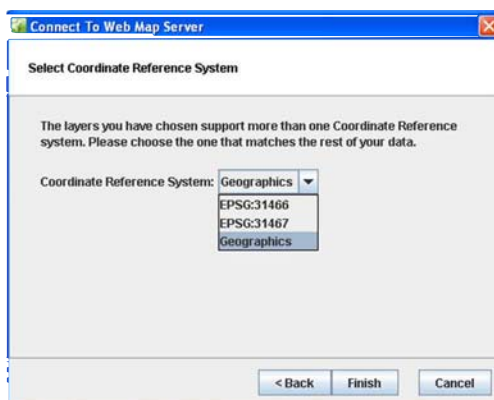 Connect To Web Map Server
Select Coordinate Reference System
The layers you have chosen support more than one Coordinate Reference
system. Please choose the one that matches the rest of your data.
Coordinate Reference System: Geographics
EPSG:31466
EPSG:31467
Geographics
< Back Finish Cancel